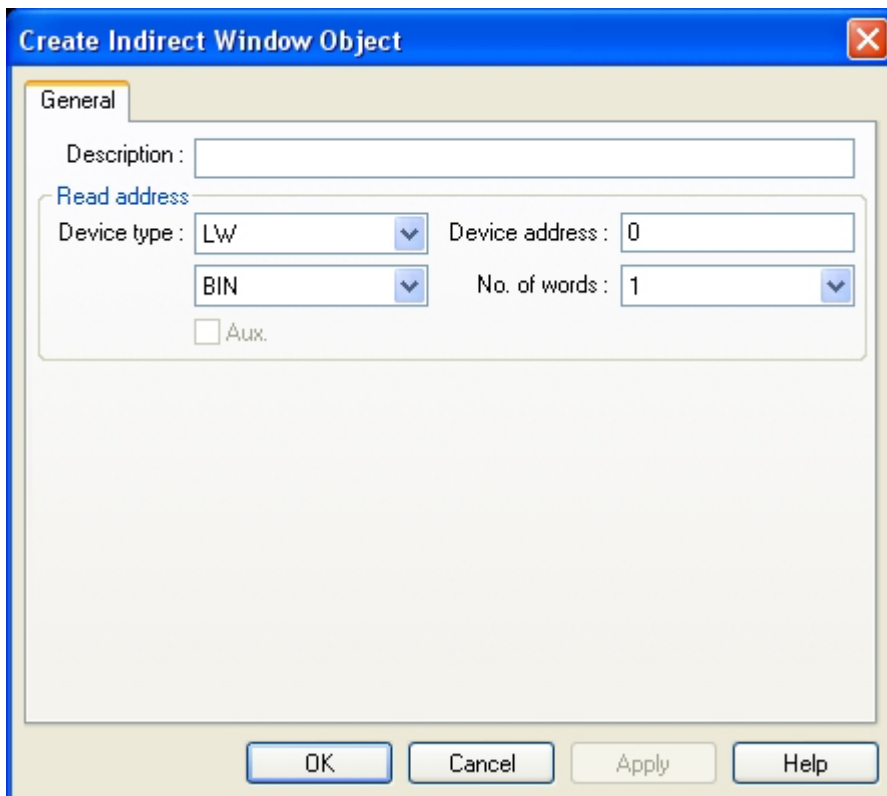 Create Indirect Window Object
General
Description :
Read address
Device type : LW Device address : 0
BIN No. of words : 1
Aux.
OK Cancel Apply Help